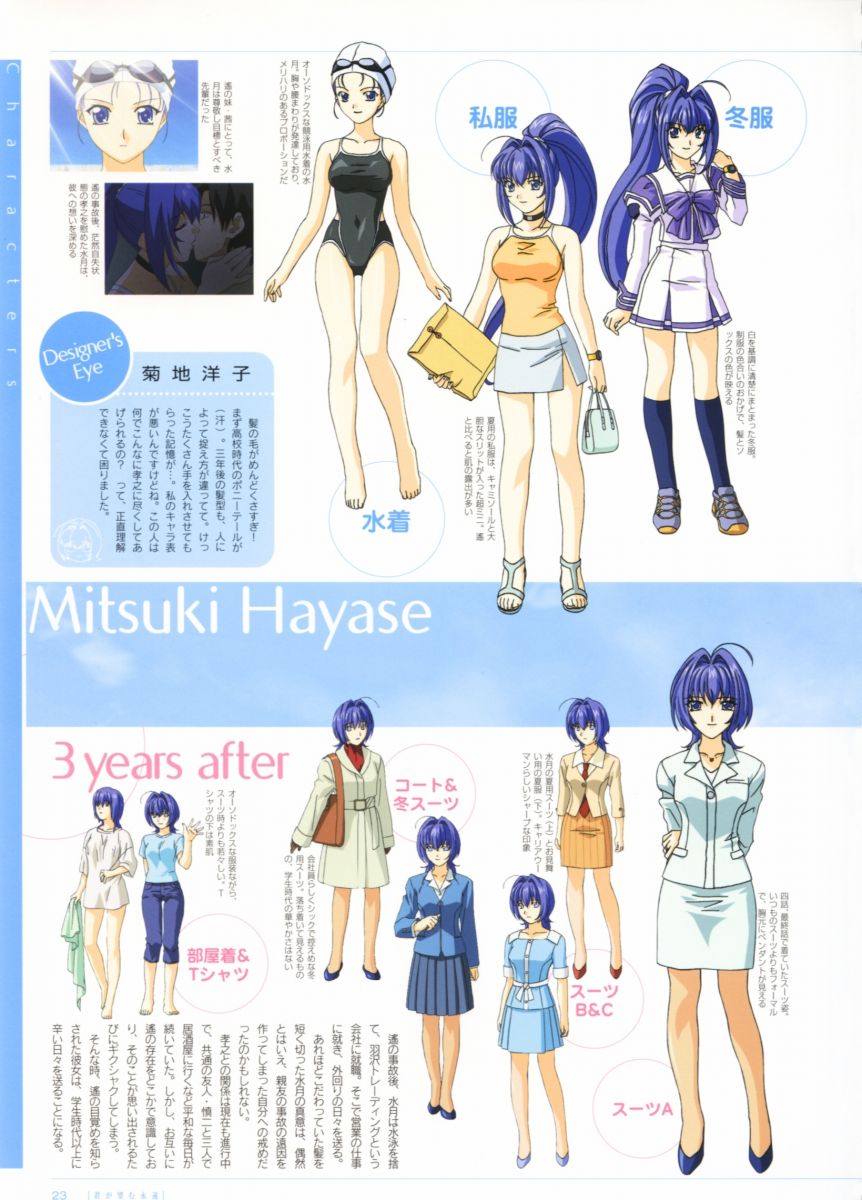 Characters
遙の妹・茜にとって、水
月は尊敬し目標とすべき
先輩だった
遙の事故後、茫然自失状
態の孝之を慰めた水月は、
彼への想いを深める
オーソドックスな競泳用水着の水
月。胸や腰まわりが発達しており、
メリハリのあるプロポーションだ
水着
私服
夏用の私服は、キャミソールと大
胆なスリットが入った超ミニ。遙
と比べると肌の露出が多い
冬服
白を基調に清楚にまとまった冬服。
制服の色合いのおかげで、髪とソ
ックスの色が映える
Designer's
Eye
菊地洋子
髪の毛がめんどくさすぎ!
まず高校時代のポニーテールが
(汗)。三年後の髪型も、人に
よって捉え方が違ってて。けっ
こうたくさん手を入れさせても
らった記憶が…。私のキャラ表
が悪いんですけどね。この人は
何でこんなに孝之に尽くしてあ
げられるの? って、正直理解
できなくて困りました。
Mitsuki Hayase
3 years after
オーソドックスな服装ながら、
スーツ時よりも若々しい。T
シャツの下は素肌
部屋着&
Tシャツ
コート&
冬スーツ
会社員らしくシックで控えめな冬
用スーツ。落ち着いて見えるもの
の、学生時代の華やかさはない
水月の夏用スーツ(上)とお見舞
い用の夏服(下)。キャリアウー
マンらしいシャープな印象
スーツ
B&C
四話、最終話で着ていたスーツ姿。
いつものスーツよりもフォーマル
で、胸元にペンダントが見える
スーツA
遙の事故後、水月は水泳を捨
て、羽沢トレーディングという
会社に就職。そこで営業の仕事
に就き、外回りの日々を送る。
あれほどこだわっていた髪を
短く切った水月の真意は、偶然
とはいえ、親友の事故の遠因を
作ってしまった自分への戒めだ
ったのかもしれない。
孝之との関係は現在も進行中
で、共通の友人・慎二と三人で
居酒屋に行くなど平和な毎日が
続いていた。しかし、お互いに
遙の存在をどこかで意識してお
り、そのことが思い出されるた
びにギクシャクしてしまう。
そんな時、遙の目覚めを知ら
された彼女は、学生時代以上に
辛い日々を送ることになる。
23
[君が望む永遠]